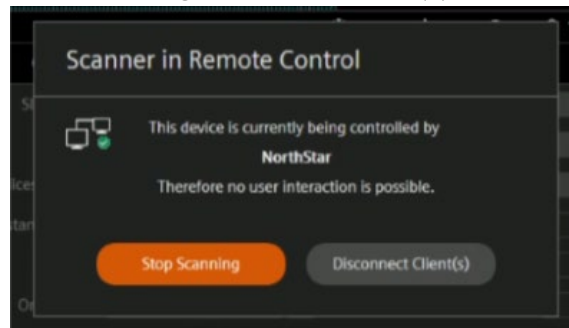 Scanner in Remote Control
This device is currently being controlled by
NorthStar
Therefore no user interaction is possible.
Stop Scanning
Disconnect Client(s)